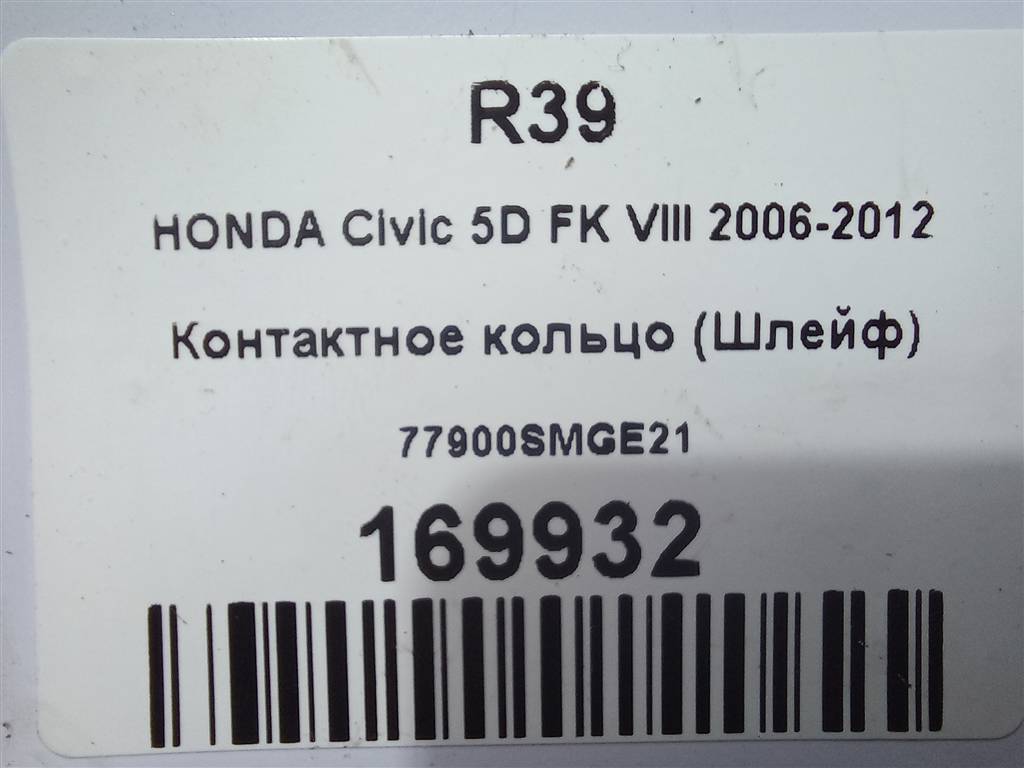 R39
HONDA Civic 5D FK VIII 2006-2012
Контактное кольцо (Шлейф)
77900SMGE21
169932